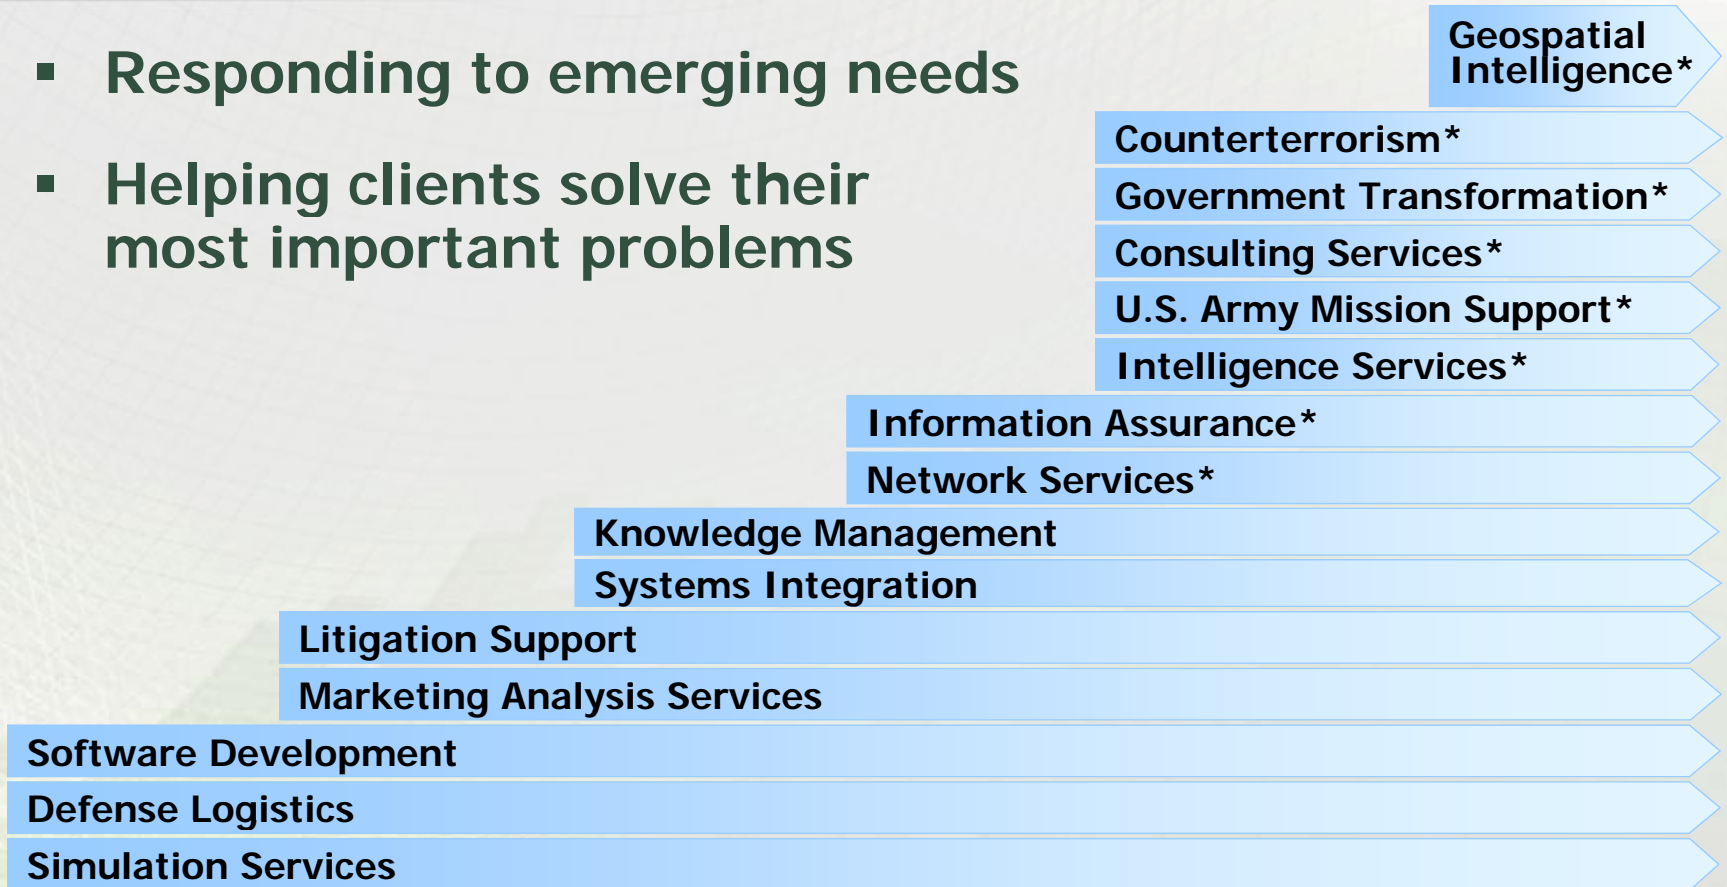 ▪ Responding to emerging needs
▪ Helping clients solve their
most important problems
Geospatial
Intelligence*
Counterterrorism*
Government Transformation*
Consulting Services*
U.S. Army Mission Support*
Intelligence Services*
Information Assurance*
Network Services*
Knowledge Management
Systems Integration
Litigation Support
Marketing Analysis Services
Software Development
Defense Logistics
Simulation Services